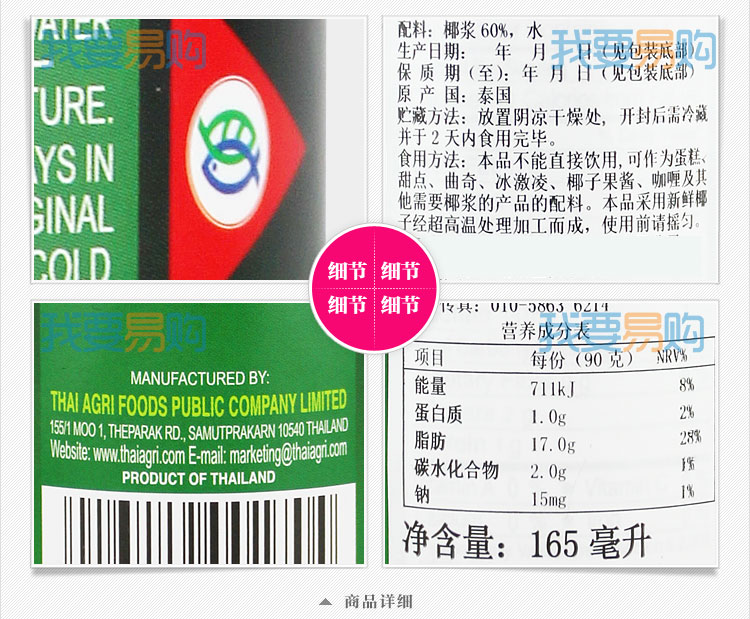 我要易购
WATER
TURE.
AYS IN
GINAL
COLD
配料: 椰浆60%, 水
生产日期: 年 月 日 (见包装底部)
保 质 期 (至): 年 月 日 (见包装底部)
原 产 国: 泰国
贮藏方法: 放置阴凉干燥处, 开封后需冷藏
并于2天内食用完毕。
食用方法: 本品不能直接饮用, 可作为蛋糕、
甜点、曲奇、冰激凌、椰子果酱、咖喱及其
他需要椰浆的产品的配料。本品采用新鲜椰
子经超高温处理加工而成, 使用前请摇匀。
我要易购
细节 细节
细节 细节
我要易购
MANUFACTURED BY:
THAI AGRI FOODS PUBLIC COMPANY LIMITED
155/1 MOO 1, THEPARAK RD., SAMUTPRAKARN 10540 THAILAND
Website: www.thaiagri.com E-mail: marketing@thaiagri.com
PRODUCT OF THAILAND
传真: 010-5863 6214
我要易购
营养成分表
项目 每份 (90 克) NRV%
能量 711kJ 8%
蛋白质 1.0g 2%
脂肪 17.0g 28%
碳水化合物 2.0g 1%
钠 15mg 1%
净含量: 165 毫升
商品详细